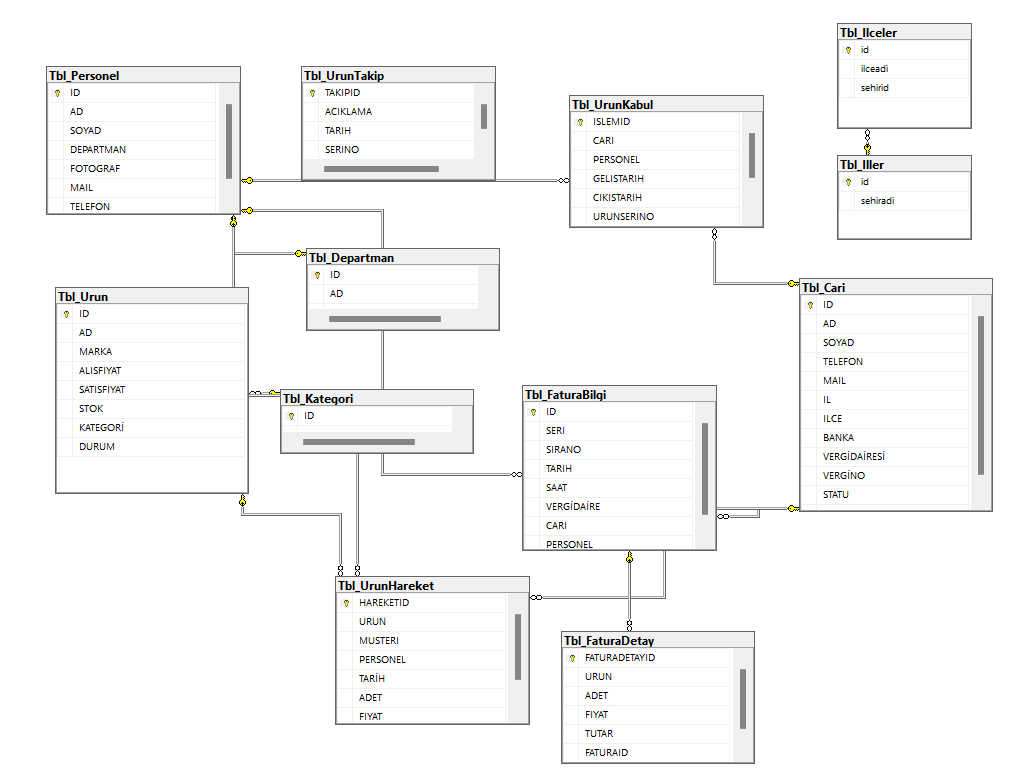 Tbl_Personel
ID
AD
SOYAD
DEPARTMAN
FOTOGRAF
MAIL
TELEFON
Tbl_UrunTakip
TAKIPID
ACIKLAMA
TARIH
SERINO
Tbl_UrunKabul
ISLEMID
CARI
PERSONEL
GELISTARIH
CIKISTARIH
URUNSERINO
Tbl_Ilceler
id
ilceadi
sehirid
Tbl_Iller
id
sehiradi
Tbl_Departman
ID
AD
Tbl_Urun
ID
AD
MARKA
ALISFIYAT
SATISFIYAT
STOK
KATEGORİ
DURUM
Tbl_Kategori
ID
Tbl_FaturaBilgi
ID
SERI
SIRANO
TARIH
SAAT
VERGİDAİRE
CARI
PERSONEL
Tbl_Cari
ID
AD
SOYAD
TELEFON
MAIL
IL
ILCE
BANKA
VERGİDAİRESİ
VERGİNO
STATU
Tbl_UrunHareket
HAREKETID
URUN
MUSTERI
PERSONEL
TARİH
ADET
FIYAT
Tbl_FaturaDetay
FATURADETAYID
URUN
ADET
FIYAT
TUTAR
FATURAID